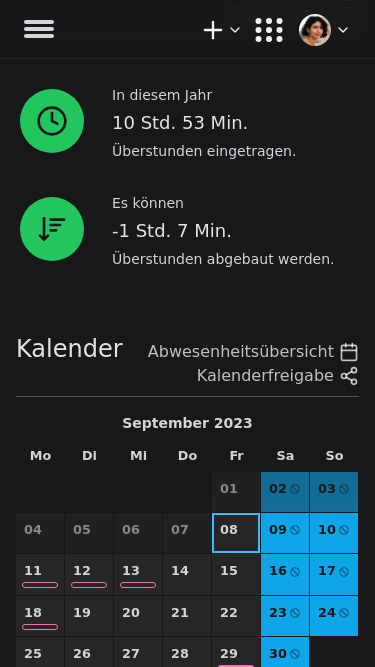 In diesem Jahr
10 Std. 53 Min.
Überstunden eingetragen.
Es können
-1 Std. 7 Min.
Überstunden abgebaut werden.
Kalender
Abwesenheitsübersicht
Kalenderfreigabe
September 2023
Mo Di Mi Do Fr Sa So
01 02 03
04 05 06 07 08 09 10
11 12 13 14 15 16 17
18 19 20 21 22 23 24
25 26 27 28 29 30